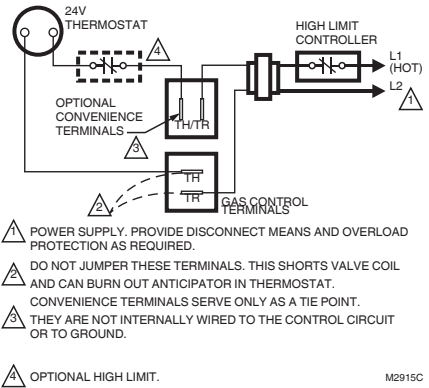 24V
THERMOSTAT
4
HIGH LIMIT
CONTROLLER
L1
(HOT)
L2
1
OPTIONAL
CONVENIENCE
TERMINALS
TH/TR
3
TH
TR
2
GAS CONTROL
TERMINALS
1 POWER SUPPLY. PROVIDE DISCONNECT MEANS AND OVERLOAD
PROTECTION AS REQUIRED.
2 DO NOT JUMPER THESE TERMINALS. THIS SHORTS VALVE COIL
AND CAN BURN OUT ANTICIPATOR IN THERMOSTAT.
3 CONVENIENCE TERMINALS SERVE ONLY AS A TIE POINT.
THEY ARE NOT INTERNALLY WIRED TO THE CONTROL CIRCUIT
OR TO GROUND.
4 OPTIONAL HIGH LIMIT.
M2915C